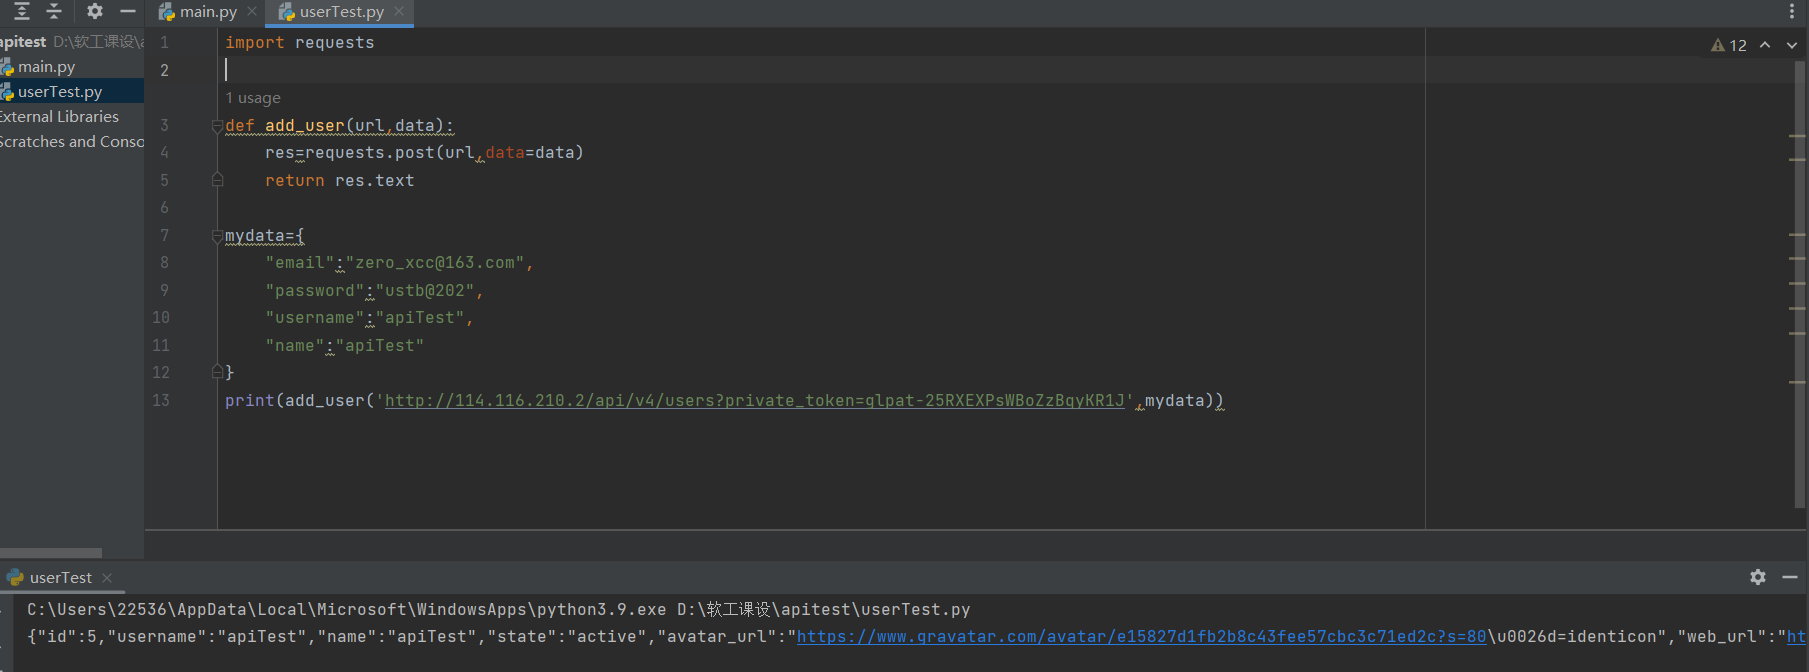 main.py
userTest.py
apitest D:\软工课设\a
main.py
userTest.py
External Libraries
Scratches and Conso
12
1 import requests
2
1 usage
3 def add_user(url,data):
4 res=requests.post(url,data=data)
5 return res.text
6
7 mydata={
8 "email":"zero_xcc@163.com",
9 "password":"ustb@202",
10 "username":"apiTest",
11 "name":"apiTest"
12 }
13 print(add_user('http://114.116.210.2/api/v4/users?private_token=glpat-25RXEXPsWBoZzBqyKR1J',mydata))
userTest
C:\Users\22536\AppData\Local\Microsoft\WindowsApps\python3.9.exe D:\软工课设\apitest\userTest.py
{"id":5,"username":"apiTest","name":"apiTest","state":"active","avatar_url":"https://www.gravatar.com/avatar/e15827d1fb2b8c43fee57cbc3c71ed2c?s=80\u0026d=identicon","web_url":"ht